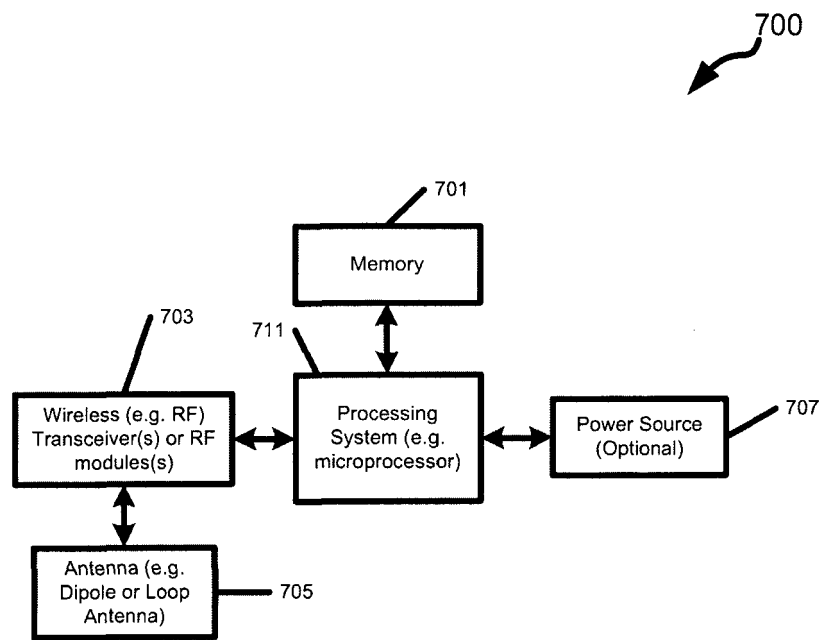 700
701
Memory
703
711
Wireless (e.g. RF)
Transceiver(s) or RF
modules(s)
Processing
System (e.g.
microprocessor)
Power Source
(Optional)
707
Antenna (e.g.
Dipole or Loop
Antenna)
705